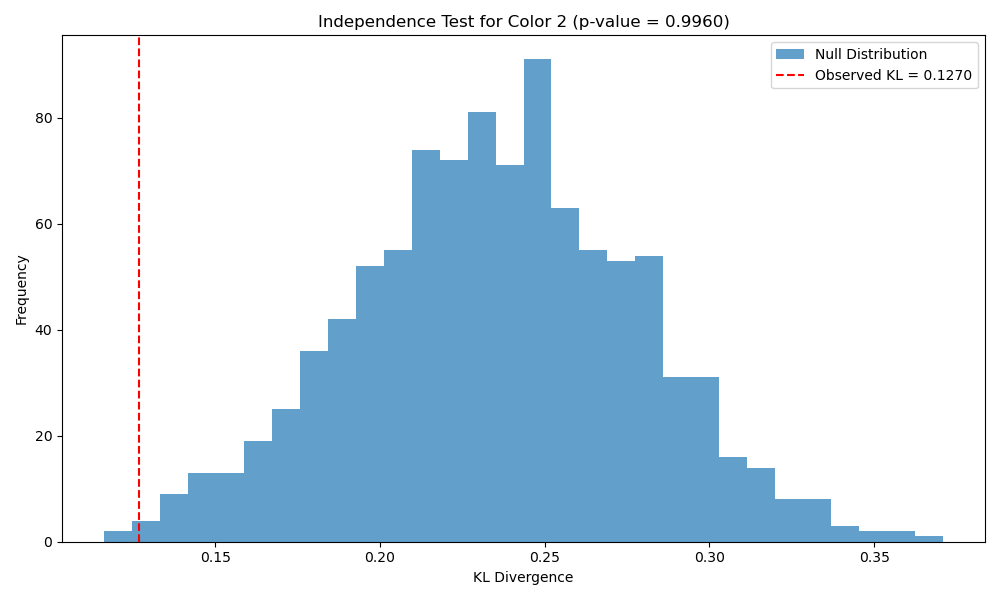 Independence Test for Color 2 (p-value = 0.9960)
Null Distribution
Observed KL = 0.1270
Frequency
80
60
40
20
0
0.15 0.20 0.25 0.30 0.35
KL Divergence